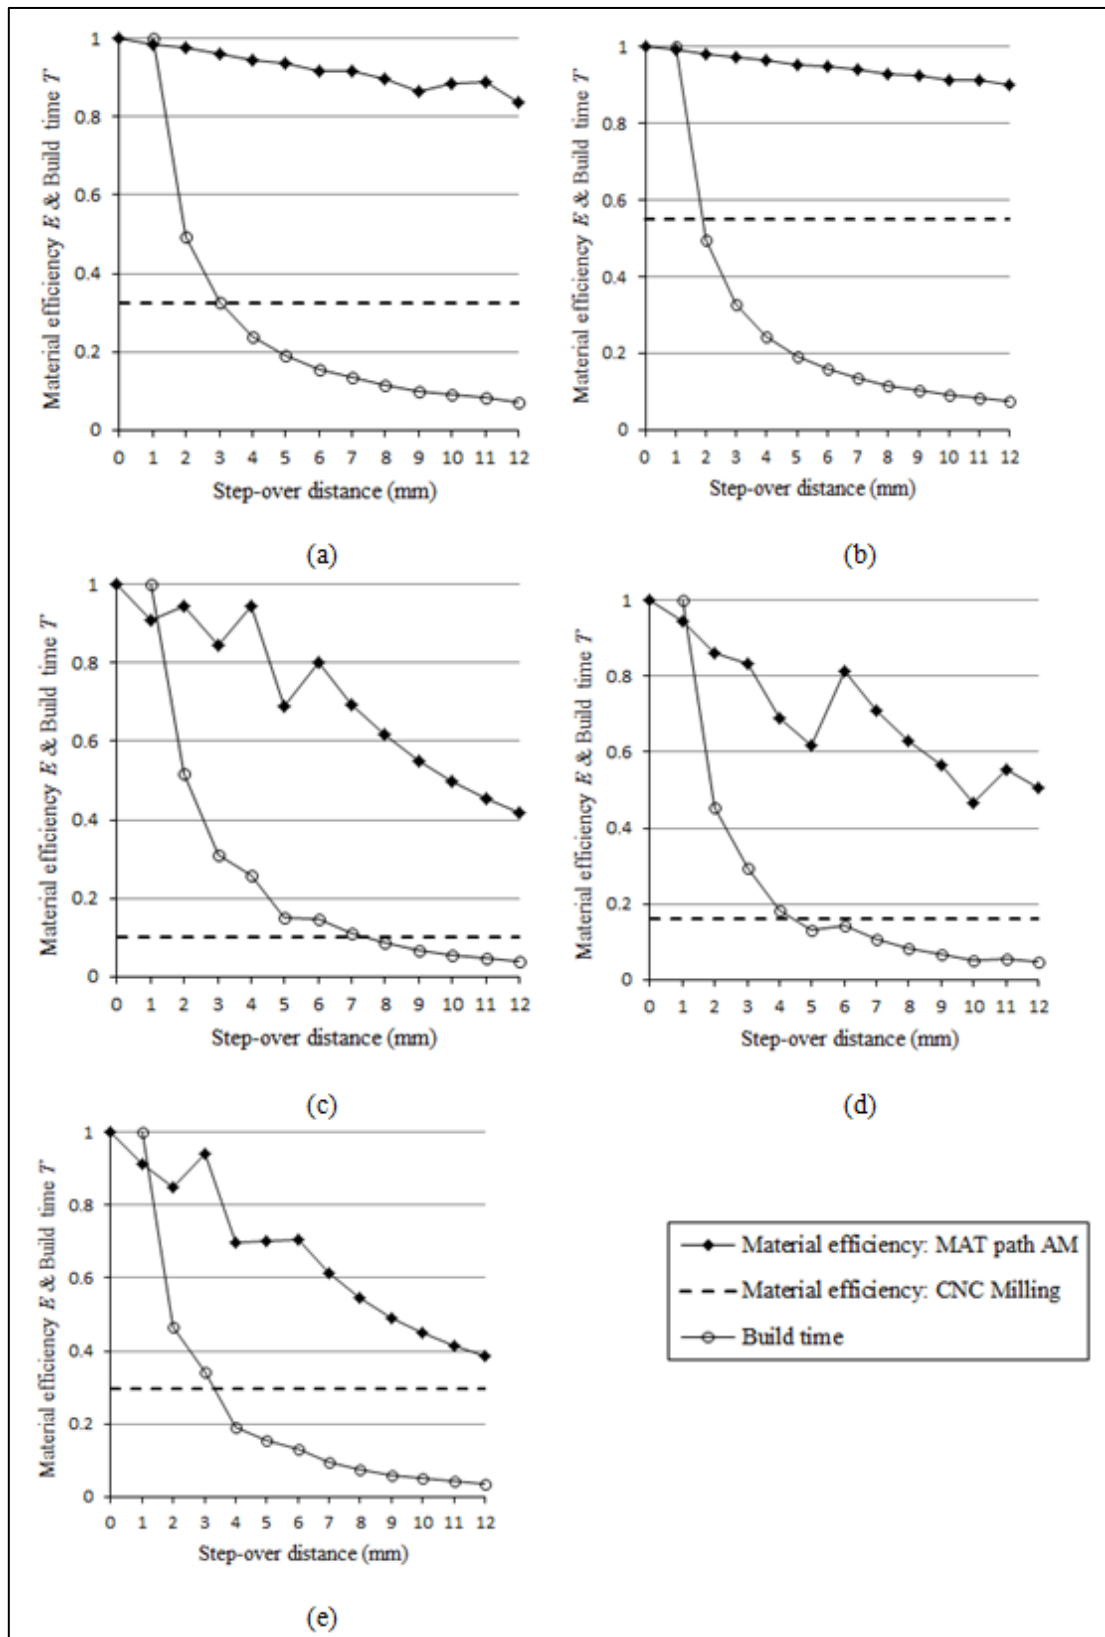 Material efficiency E & Build time T
1
0.8
0.6
0.4
0.2
0
0 1 2 3 4 5 6 7 8 9 10 11 12
Step-over distance (mm)
(a)
Material efficiency E & Build time T
1
0.8
0.6
0.4
0.2
0
0 1 2 3 4 5 6 7 8 9 10 11 12
Step-over distance (mm)
(b)
Material efficiency E & Build time T
1
0.8
0.6
0.4
0.2
0
0 1 2 3 4 5 6 7 8 9 10 11 12
Step-over distance (mm)
(c)
Material efficiency E & Build time T
1
0.8
0.6
0.4
0.2
0
0 1 2 3 4 5 6 7 8 9 10 11 12
Step-over distance (mm)
(d)
Material efficiency E & Build time T
1
0.8
0.6
0.4
0.2
0
0 1 2 3 4 5 6 7 8 9 10 11 12
Step-over distance (mm)
(e)
Material efficiency: MAT path AM
Material efficiency: CNC Milling
Build time